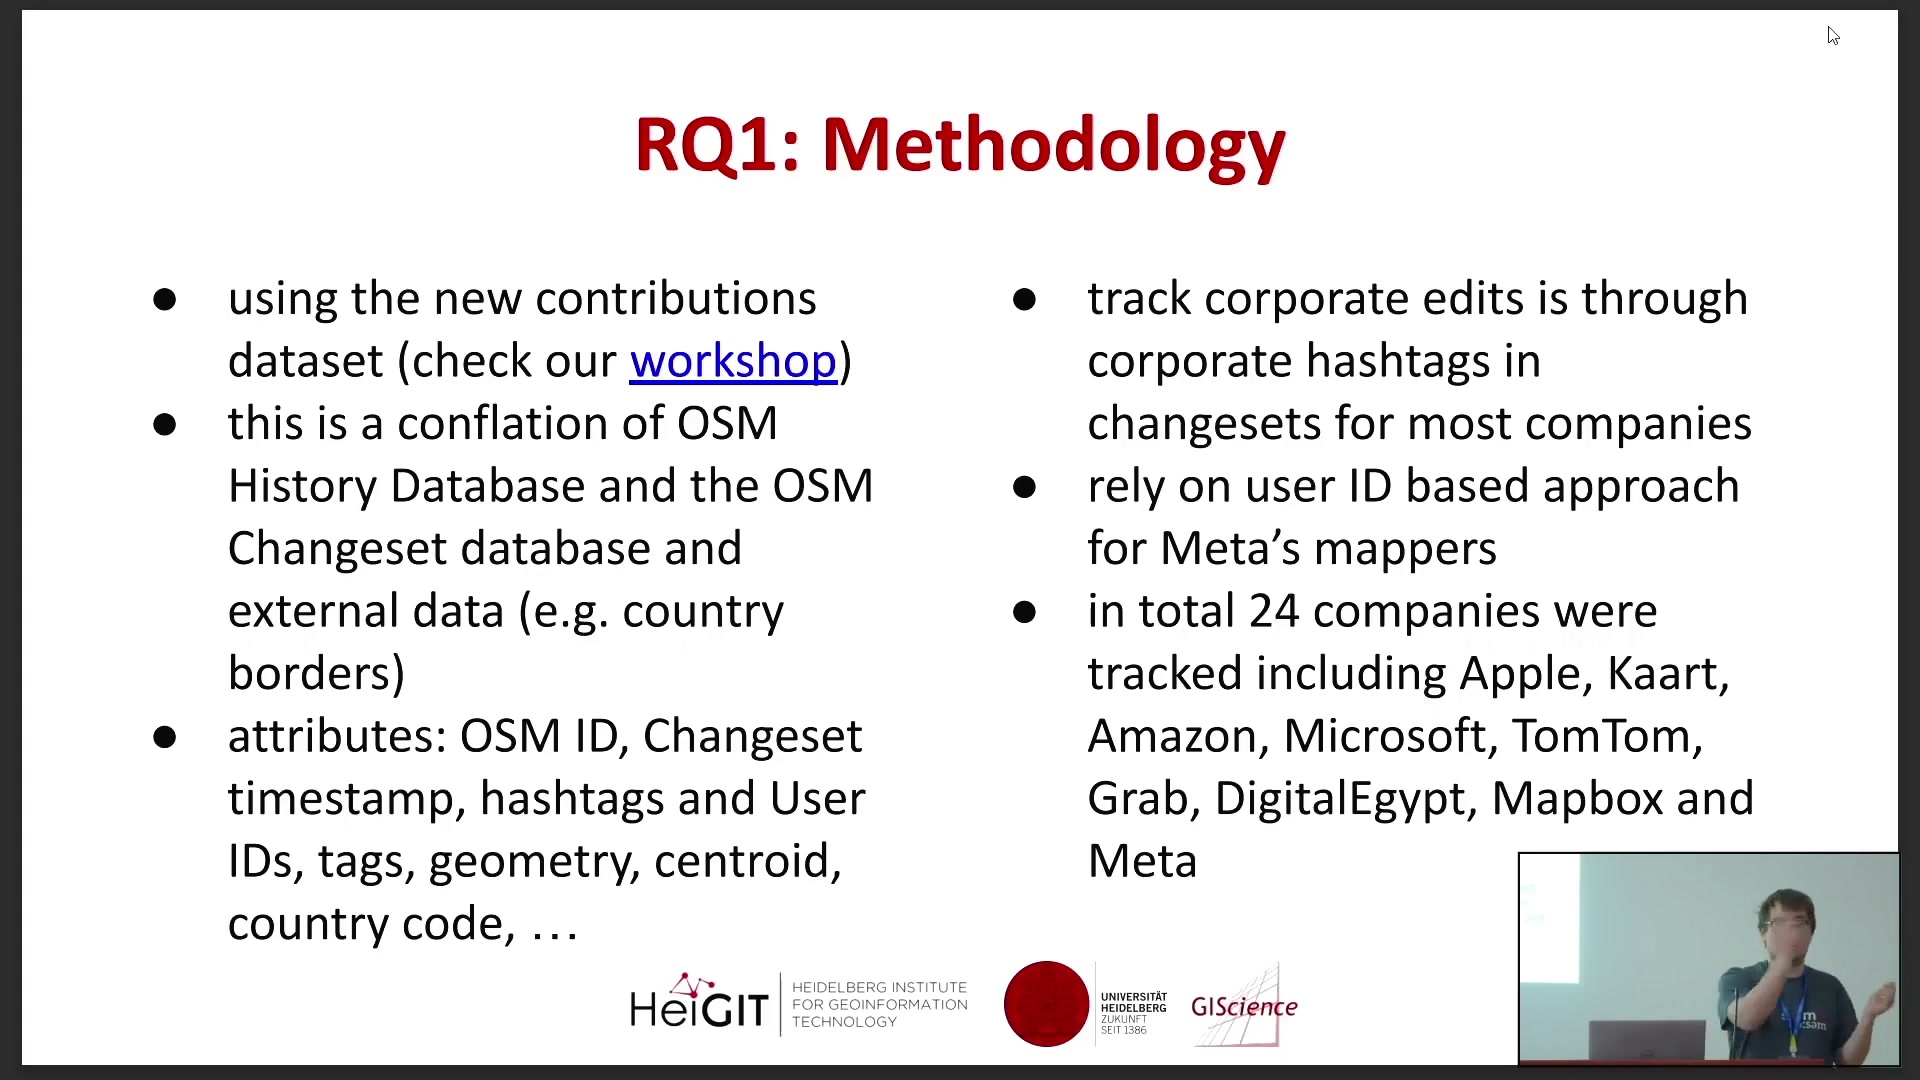 RQ1: Methodology
● using the new contributions
dataset (check our workshop)
● this is a conflation of OSM
History Database and the OSM
Changeset database and
external data (e.g. country
borders)
● attributes: OSM ID, Changeset
timestamp, hashtags and User
IDs, tags, geometry, centroid,
country code, …
● track corporate edits is through
corporate hashtags in
changesets for most companies
● rely on user ID based approach
for Meta’s mappers
● in total 24 companies were
tracked including Apple, Kaart,
Amazon, Microsoft, TomTom,
Grab, DigitalEgypt, Mapbox and
Meta
HeiGIT
HEIDELBERG INSTITUTE
FOR GEOINFORMATION
TECHNOLOGY
UNIVERSITÄT
HEIDELBERG
ZUKUNFT
SEIT 1386
GIScience